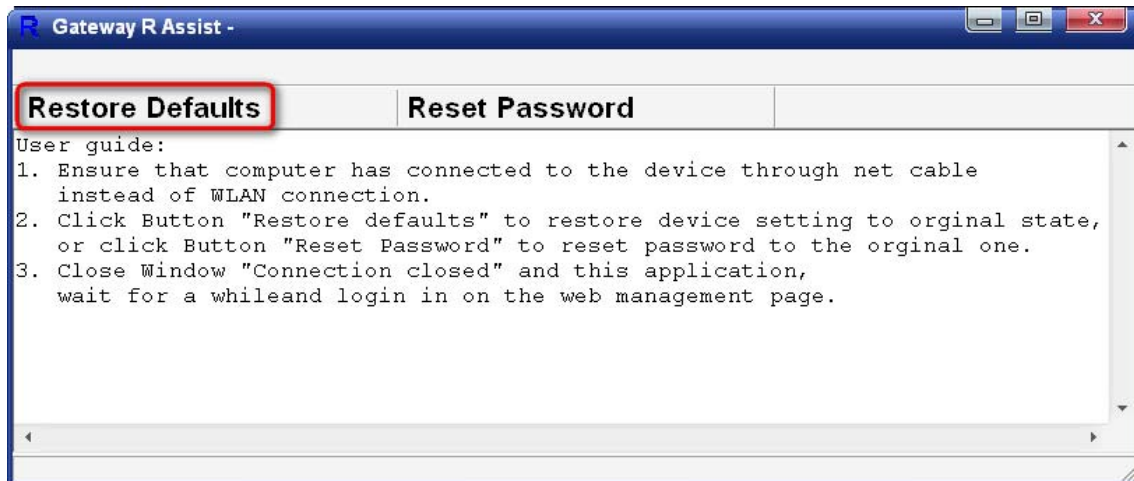 R Gateway R Assist -
Restore Defaults Reset Password
User guide:
1. Ensure that computer has connected to the device through net cable
instead of WLAN connection.
2. Click Button "Restore defaults" to restore device setting to orginal state,
or click Button "Reset Password" to reset password to the orginal one.
3. Close Window "Connection closed" and this application,
wait for a whileand login in on the web management page.